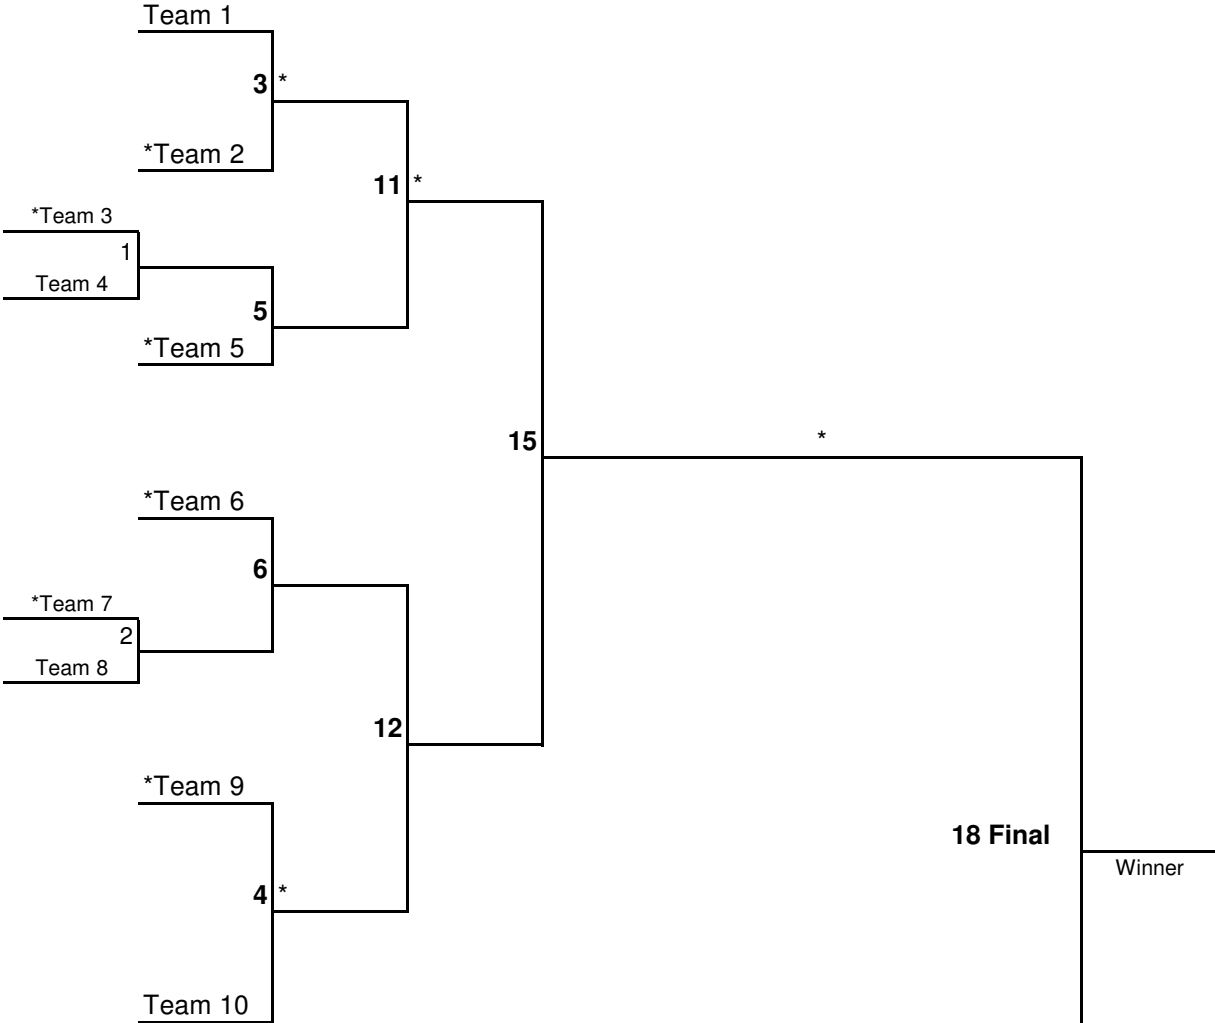 Team 1
3 *
*Team 2
11 *
*Team 3
1
Team 4
5
*Team 5
15
*
*Team 6
6
*Team 7
2
Team 8
12
*Team 9
18 Final
Winner
4 *
Team 10